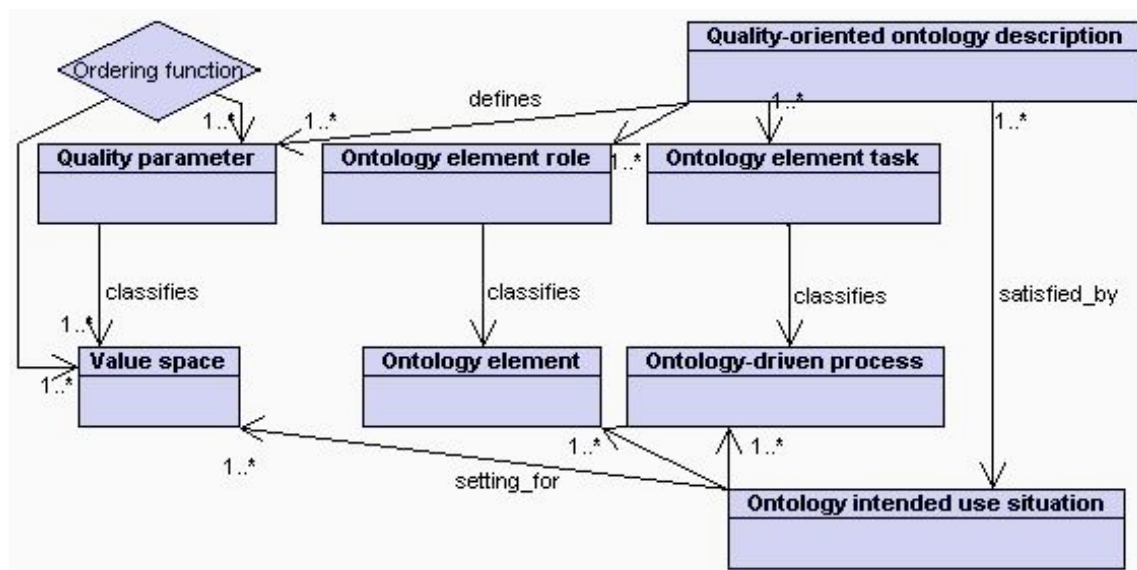 Quality-oriented ontology description
Ordering function
defines
1..*
1..*
1..*
1..*
1..*
Quality parameter
Ontology element role
Ontology element task
classifies
classifies
classifies
satisfied_by
1..*
Value space
Ontology element
Ontology-driven process
1..*
1..*
1..*
1..*
setting_for
Ontology intended use situation